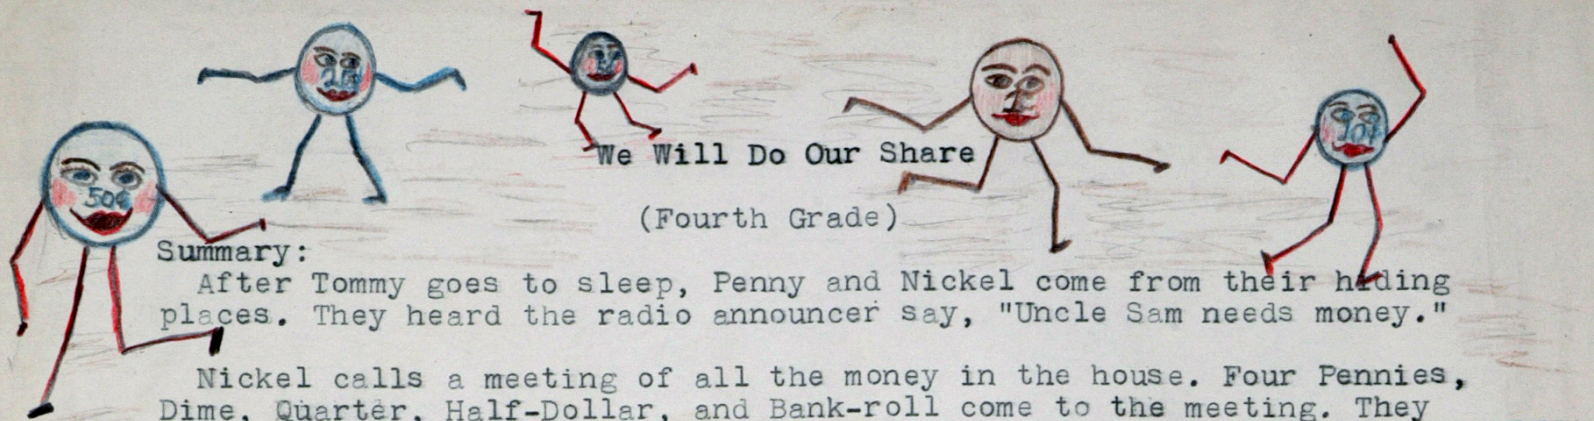 We Will Do Our Share
(Fourth Grade)
50¢
Summary:
After Tommy goes to sleep, Penny and Nickel come from their hiding
places. They heard the radio announcer say, "Uncle Sam needs money."
Nickel calls a meeting of all the money in the house. Four Pennies,
Dime, Quarter, Half-Dollar, and Bank-roll come to the meeting. They